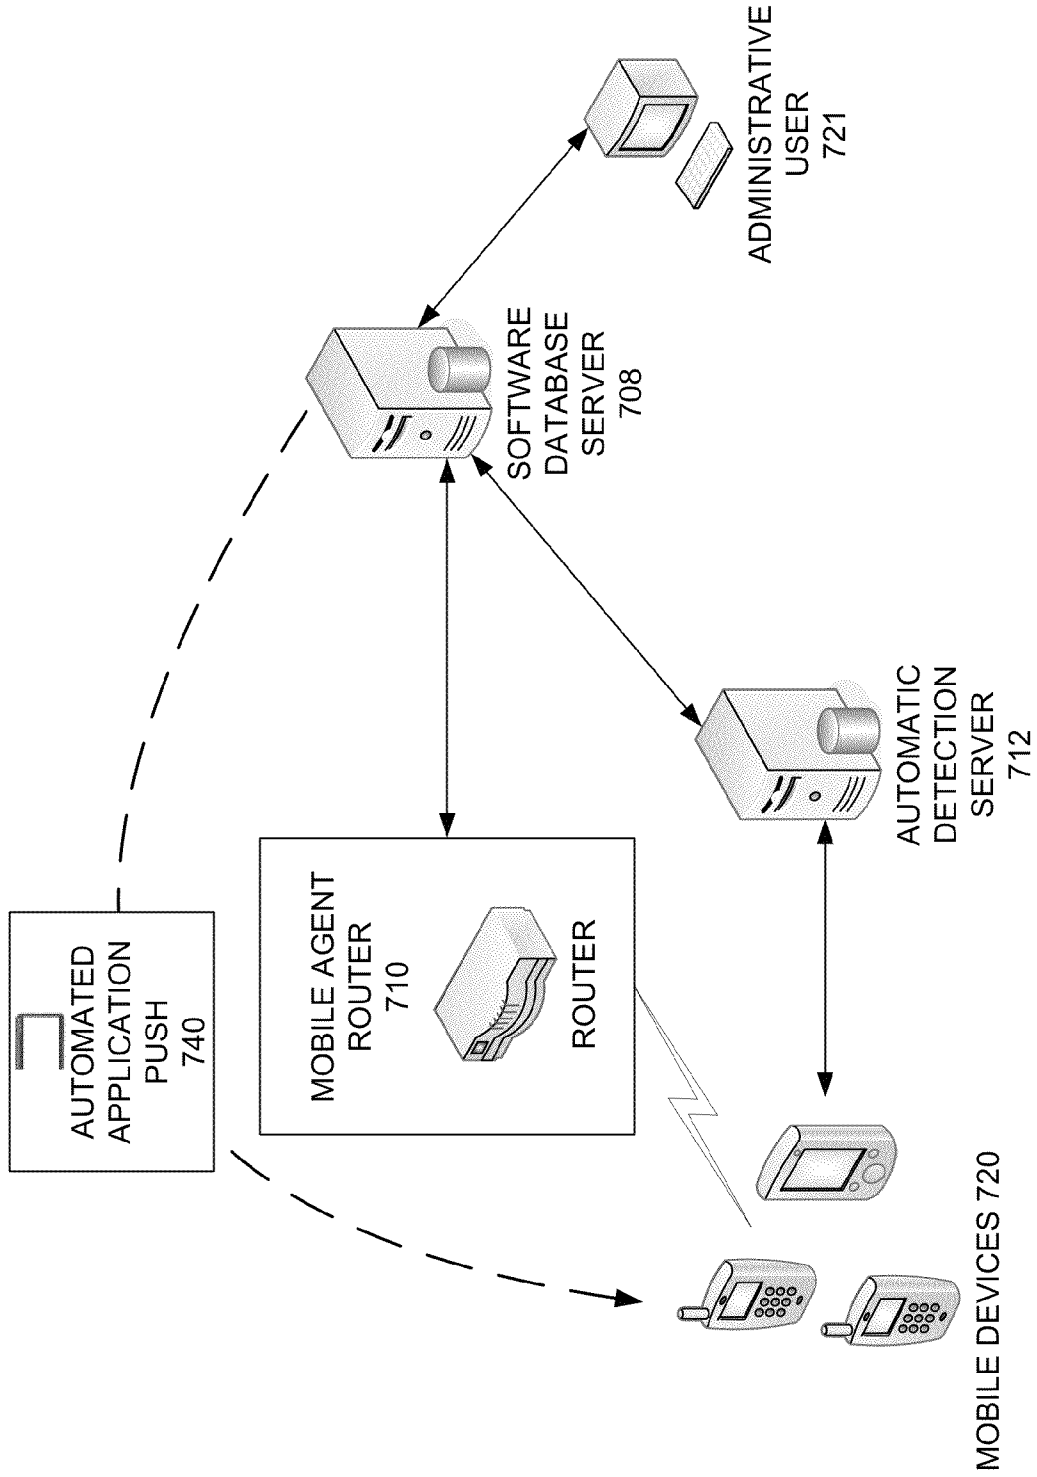 AUTOMATED
APPLICATION
PUSH
740
MOBILE AGENT
ROUTER
710
ROUTER
SOFTWARE
DATABASE
SERVER
708
ADMINISTRATIVE
USER
721
AUTOMATIC
DETECTION
SERVER
712
MOBILE DEVICES 720